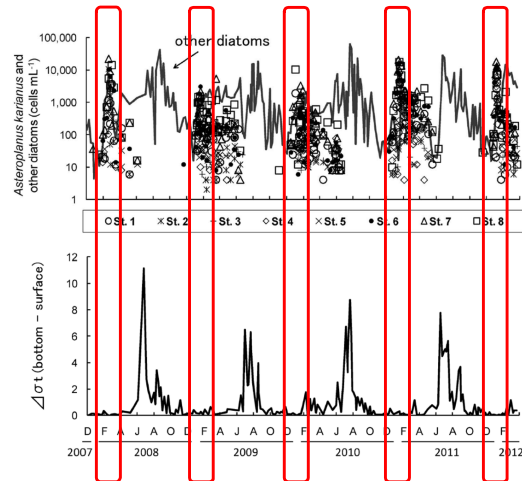 Asteroplanus karianus and
other diatoms (cells mL⁻¹)
100,000
10,000
1,000
100
10
1
other diatoms
St. 1 St. 2 St. 3 St. 4 St. 5 St. 6 St. 7 St. 8
⊿σt (bottom − surface)
12
10
8
6
4
2
0
D F A J A O D F A J A O D F A J A O D F A J A O D F
2007 2008 2009 2010 2011 2012